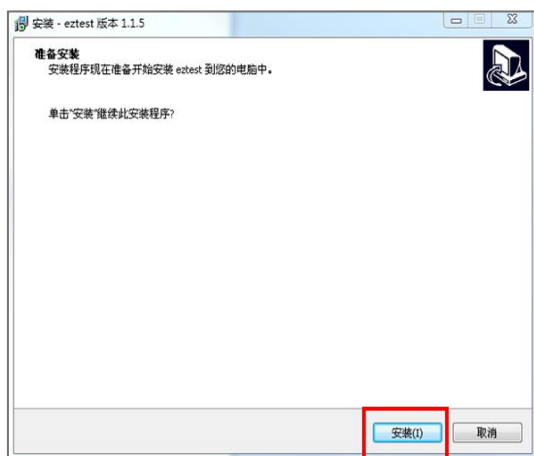 安装 - eztest 版本 1.1.5
准备安装
安装程序现在准备开始安装 eztest 到您的电脑中。
单击"安装"继续此安装程序?
安装(I)
取消